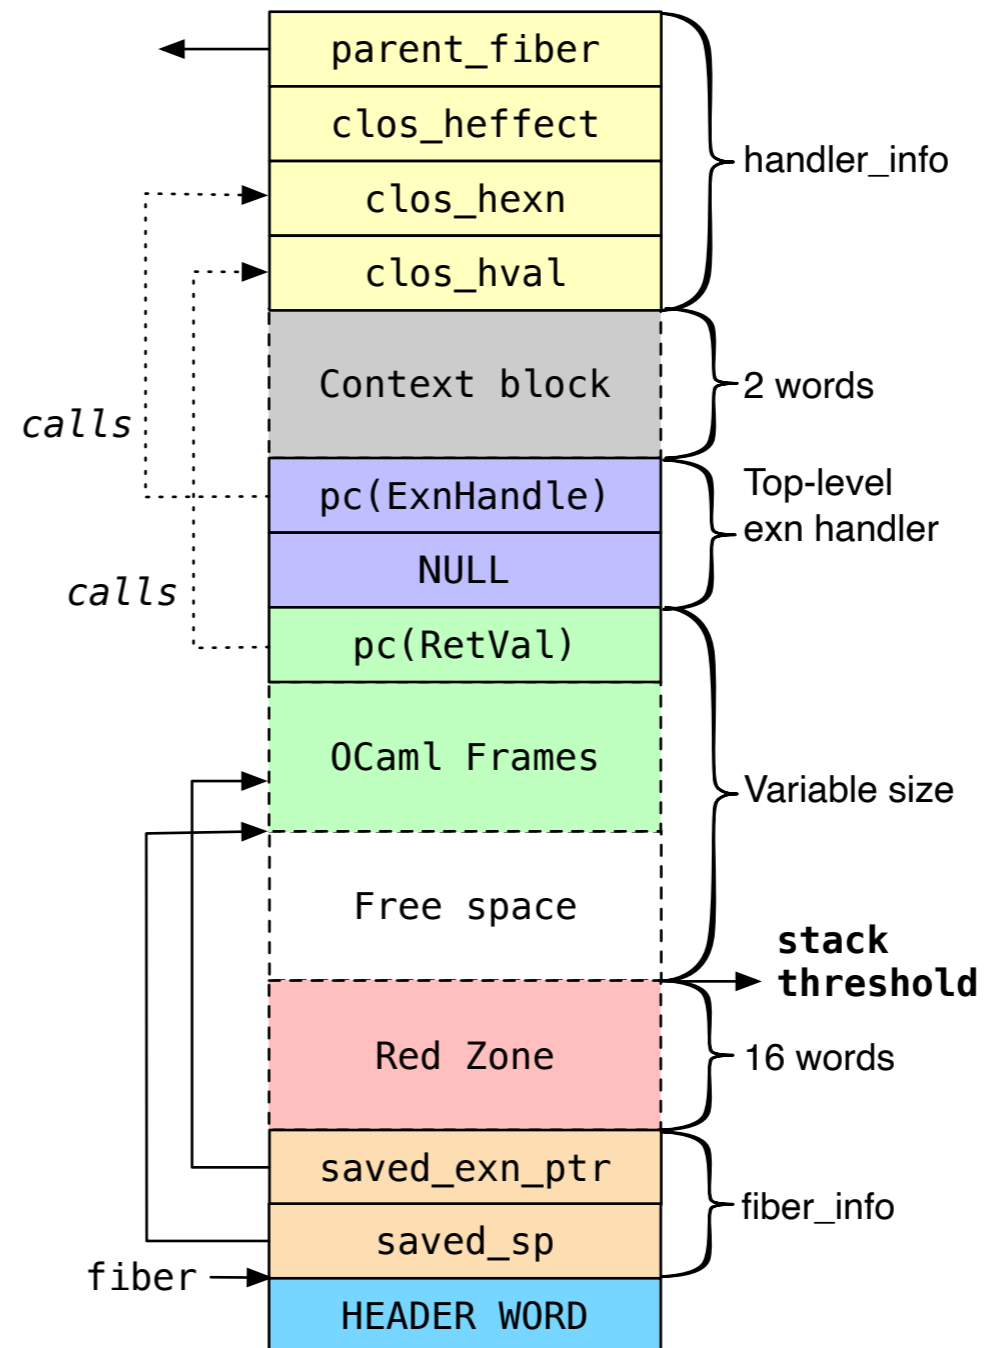 parent_fiber
clos_heffect
handler_info
clos_hexn
clos_hval
Context block
2 words
calls
pc(ExnHandle)
Top-level
exn handler
NULL
calls
pc(RetVal)
OCaml Frames
Variable size
Free space
stack
threshold
Red Zone
16 words
saved_exn_ptr
fiber_info
saved_sp
fiber
HEADER WORD